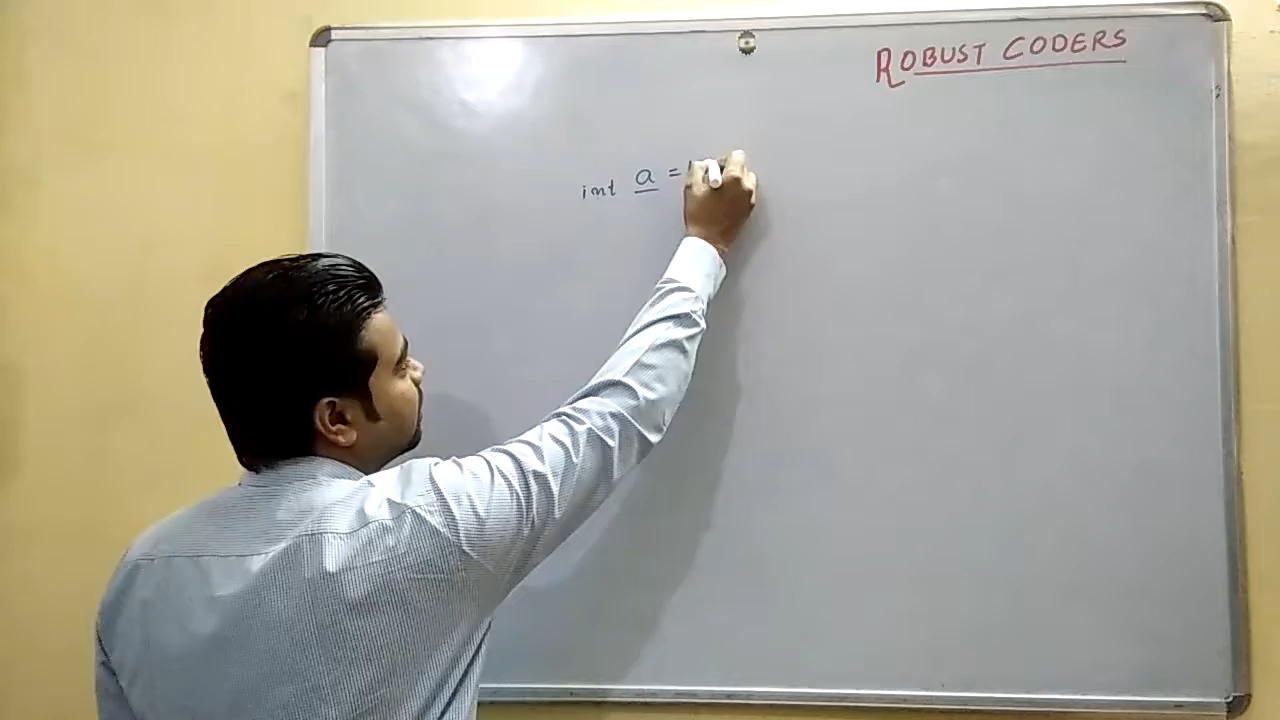 ROBUST CODERS
int a =